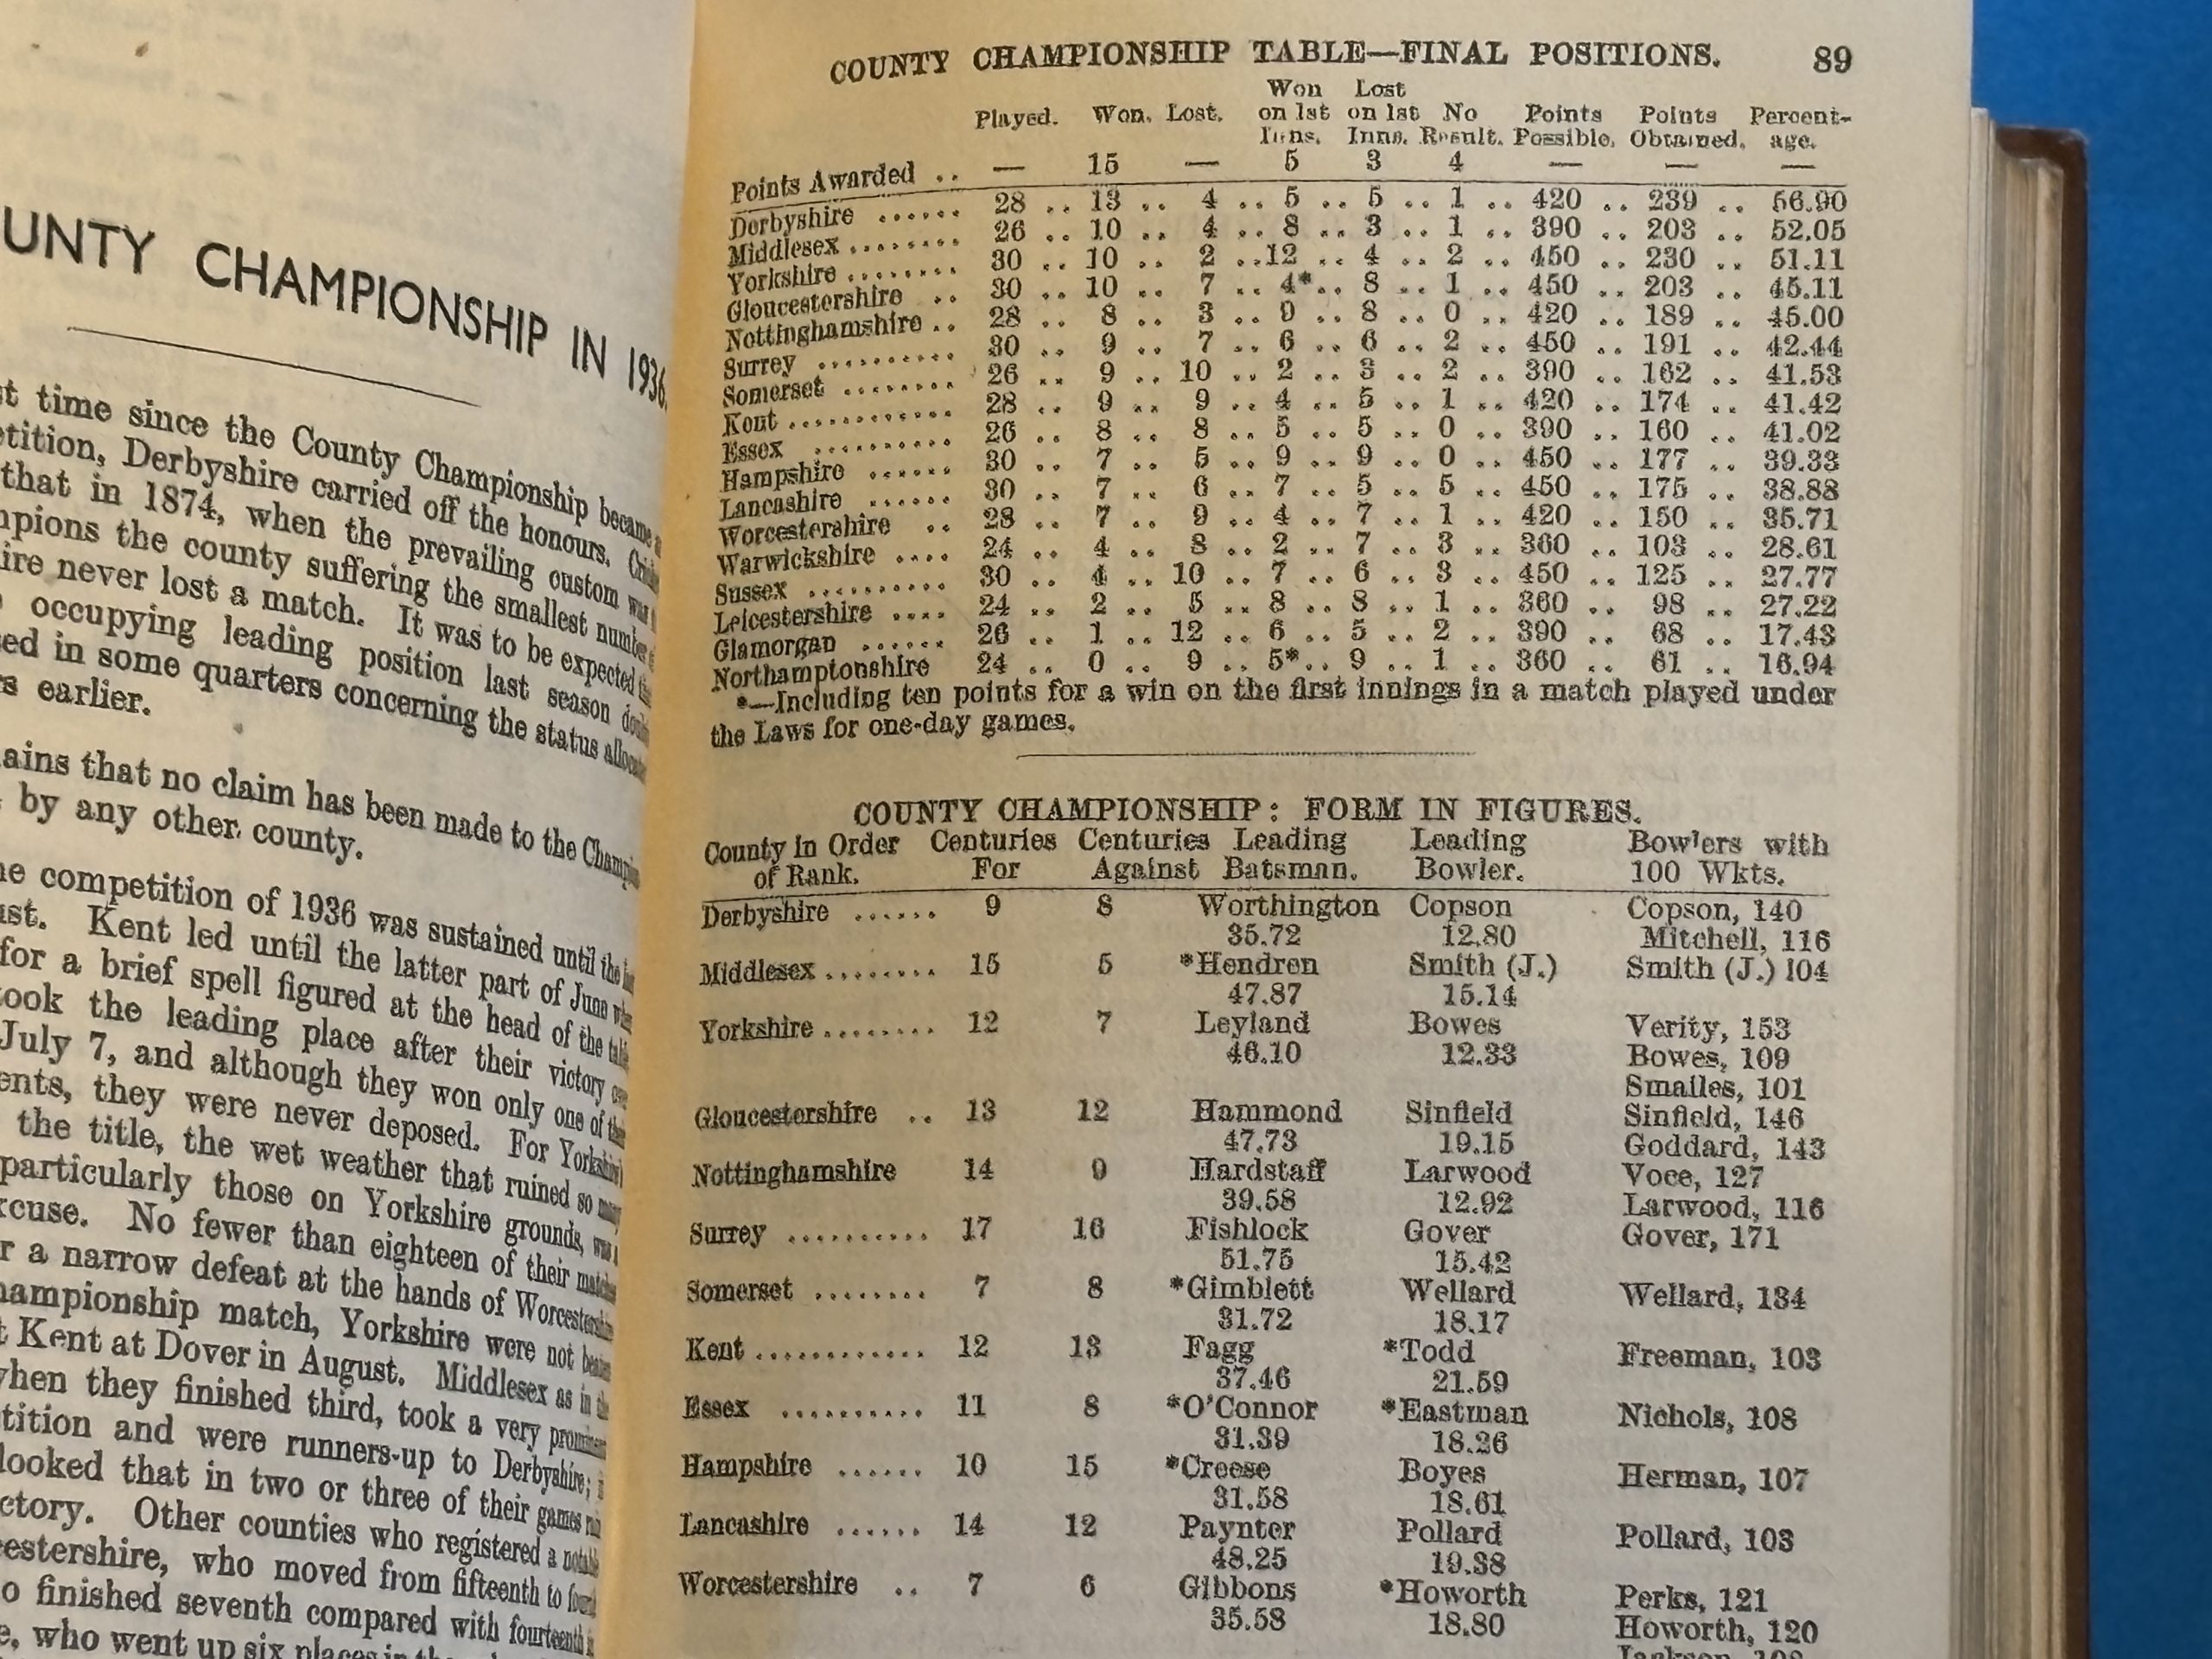 UNTY CHAMPIONSHIP IN 1936.
t time since the County Championship became
tition, Derbyshire carried off the honours.
that in 1874, when the prevailing custom was
mpions the county suffering the smallest number
ire never lost a match. It was to be expected
occupying leading position last season
ed in some quarters concerning the status
s earlier.
ains that no claim has been made to the
by any other county.
ne competition of 1936 was sustained until the
ust. Kent led until the latter part of June
for a brief spell figured at the head of the
took the leading place after their victory
July 7, and although they won only one of
ents, they were never deposed. For
the title, the wet weather that ruined so
particularly those on Yorkshire grounds, was
xcuse. No fewer than eighteen of their
r a narrow defeat at the hands of
hampionship match, Yorkshire were not
t Kent at Dover in August. Middlesex as in
when they finished third, took a very
tition and were runners-up to Derbyshire;
looked that in two or three of their games
ctory. Other counties who registered a
cestershire, who moved from fifteenth to
o finished seventh compared with fourteenth
e, who went up six places in
COUNTY CHAMPIONSHIP TABLE—FINAL POSITIONS. 89
Won Lost
Played. Won. Lost. on 1st on 1st No Points Points Percent-
Inns. Inns. Result. Possible. Obtained. age.
Points Awarded .. — 15 — 5 3 4 — — —
Derbyshire ...... 28 .. 13 .. 4 .. 5 .. 5 .. 1 .. 420 .. 239 .. 56.90
Middlesex ........ 26 .. 10 .. 4 .. 8 .. 3 .. 1 .. 390 .. 203 .. 52.05
Yorkshire ........ 30 .. 10 .. 2 ..12 .. 4 .. 2 .. 450 .. 230 .. 51.11
Gloucestershire .. 30 .. 10 .. 7 .. 4*.. 8 .. 1 .. 450 .. 203 .. 45.11
Nottinghamshire .. 28 .. 8 .. 3 .. 9 .. 8 .. 0 .. 420 .. 189 .. 45.00
Surrey .......... 30 .. 9 .. 7 .. 6 .. 6 .. 2 .. 450 .. 191 .. 42.44
Somerset ........ 26 .. 9 .. 10 .. 2 .. 3 .. 2 .. 390 .. 162 .. 41.53
Kent ............ 28 .. 9 .. 9 .. 4 .. 5 .. 1 .. 420 .. 174 .. 41.42
Essex .......... 26 .. 8 .. 8 .. 5 .. 5 .. 0 .. 390 .. 160 .. 41.02
Hampshire ...... 30 .. 7 .. 5 .. 9 .. 9 .. 0 .. 450 .. 177 .. 39.33
Lancashire ...... 30 .. 7 .. 6 .. 7 .. 5 .. 5 .. 450 .. 175 .. 38.88
Worcestershire .. 28 .. 7 .. 9 .. 4 .. 7 .. 1 .. 420 .. 150 .. 35.71
Warwickshire .... 24 .. 4 .. 8 .. 2 .. 7 .. 3 .. 360 .. 103 .. 28.61
Sussex .......... 30 .. 4 .. 10 .. 7 .. 6 .. 3 .. 450 .. 125 .. 27.77
Leicestershire .... 24 .. 2 .. 5 .. 8 .. 8 .. 1 .. 360 .. 98 .. 27.22
Glamorgan ...... 26 .. 1 .. 12 .. 6 .. 5 .. 2 .. 390 .. 68 .. 17.43
Northamptonshire 24 .. 0 .. 9 .. 5*.. 9 .. 1 .. 360 .. 61 .. 16.94
*—Including ten points for a win on the first innings in a match played under
the Laws for one-day games.
COUNTY CHAMPIONSHIP: FORM IN FIGURES.
County in Order Centuries Centuries Leading Leading Bowlers with
of Rank. For Against Batsman. Bowler. 100 Wkts.
Derbyshire ...... 9 8 Worthington Copson Copson, 140
35.72 12.80 Mitchell, 116
Middlesex ........ 15 5 *Hendren Smith (J.) Smith (J.) 104
47.87 15.14
Yorkshire ........ 12 7 Leyland Bowes Verity, 153
46.10 12.33 Bowes, 109
Smailes, 101
Gloucestershire .. 13 12 Hammond Sinfield Sinfield, 146
47.73 19.15 Goddard, 143
Nottinghamshire 14 9 Hardstaff Larwood Voce, 127
39.58 12.92 Larwood, 116
Surrey .......... 17 16 Fishlock Gover Gover, 171
51.75 15.42
Somerset ........ 7 8 *Gimblett Wellard Wellard, 134
31.72 18.17
Kent ............ 12 13 Fagg *Todd Freeman, 103
37.46 21.59
Essex .......... 11 8 *O'Connor *Eastman Nichols, 108
31.39 18.26
Hampshire ...... 10 15 *Creese Boyes Herman, 107
31.58 18.61
Lancashire ...... 14 12 Paynter Pollard Pollard, 103
48.25 19.38
Worcestershire .. 7 6 Gibbons *Howorth Perks, 121
35.58 18.80 Howorth, 120